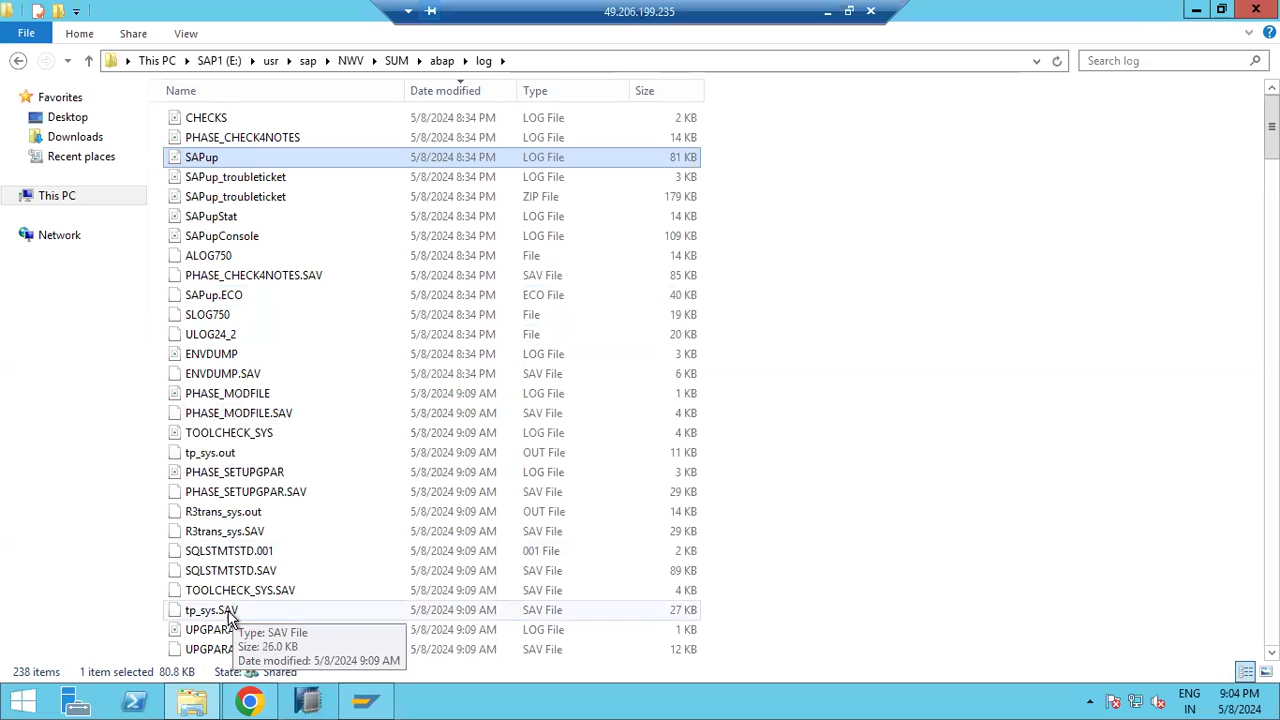 49.206.199.235
File Home Share View
This PC SAP1 (E:) usr sap NWV SUM abap log
Search log
Name Date modified Type Size
Favorites
Desktop
Downloads
Recent places
This PC
Network
CHECKS 5/8/2024 8:34 PM LOG File 2 KB
PHASE_CHECK4NOTES 5/8/2024 8:34 PM LOG File 14 KB
SAPup 5/8/2024 8:34 PM LOG File 81 KB
SAPup_troubleticket 5/8/2024 8:34 PM LOG File 3 KB
SAPup_troubleticket 5/8/2024 8:34 PM ZIP File 179 KB
SAPupStat 5/8/2024 8:34 PM LOG File 14 KB
SAPupConsole 5/8/2024 8:34 PM LOG File 109 KB
ALOG750 5/8/2024 8:34 PM File 14 KB
PHASE_CHECK4NOTES.SAV 5/8/2024 8:34 PM SAV File 85 KB
SAPup.ECO 5/8/2024 8:34 PM ECO File 40 KB
SLOG750 5/8/2024 8:34 PM File 19 KB
ULOG24_2 5/8/2024 8:34 PM File 20 KB
ENVDUMP 5/8/2024 8:34 PM LOG File 3 KB
ENVDUMP.SAV 5/8/2024 8:34 PM SAV File 6 KB
PHASE_MODFILE 5/8/2024 9:09 AM LOG File 1 KB
PHASE_MODFILE.SAV 5/8/2024 9:09 AM SAV File 4 KB
TOOLCHECK_SYS 5/8/2024 9:09 AM LOG File 4 KB
tp_sys.out 5/8/2024 9:09 AM OUT File 11 KB
PHASE_SETUPGPAR 5/8/2024 9:09 AM LOG File 3 KB
PHASE_SETUPGPAR.SAV 5/8/2024 9:09 AM SAV File 29 KB
R3trans_sys.out 5/8/2024 9:09 AM OUT File 14 KB
R3trans_sys.SAV 5/8/2024 9:09 AM SAV File 29 KB
SQLSTMTSTD.001 5/8/2024 9:09 AM 001 File 2 KB
SQLSTMTSTD.SAV 5/8/2024 9:09 AM SAV File 89 KB
TOOLCHECK_SYS.SAV 5/8/2024 9:09 AM SAV File 4 KB
tp_sys.SAV 5/8/2024 9:09 AM SAV File 27 KB
UPGPARA 5/8/2024 9:09 AM LOG File 1 KB
UPGPARA 5/8/2024 9:09 AM SAV File 12 KB
Type: SAV File
Size: 26.0 KB
Date modified: 5/8/2024 9:09 AM
238 items 1 item selected 80.8 KB State: Shared
ENG 9:04 PM
IN 5/8/2024